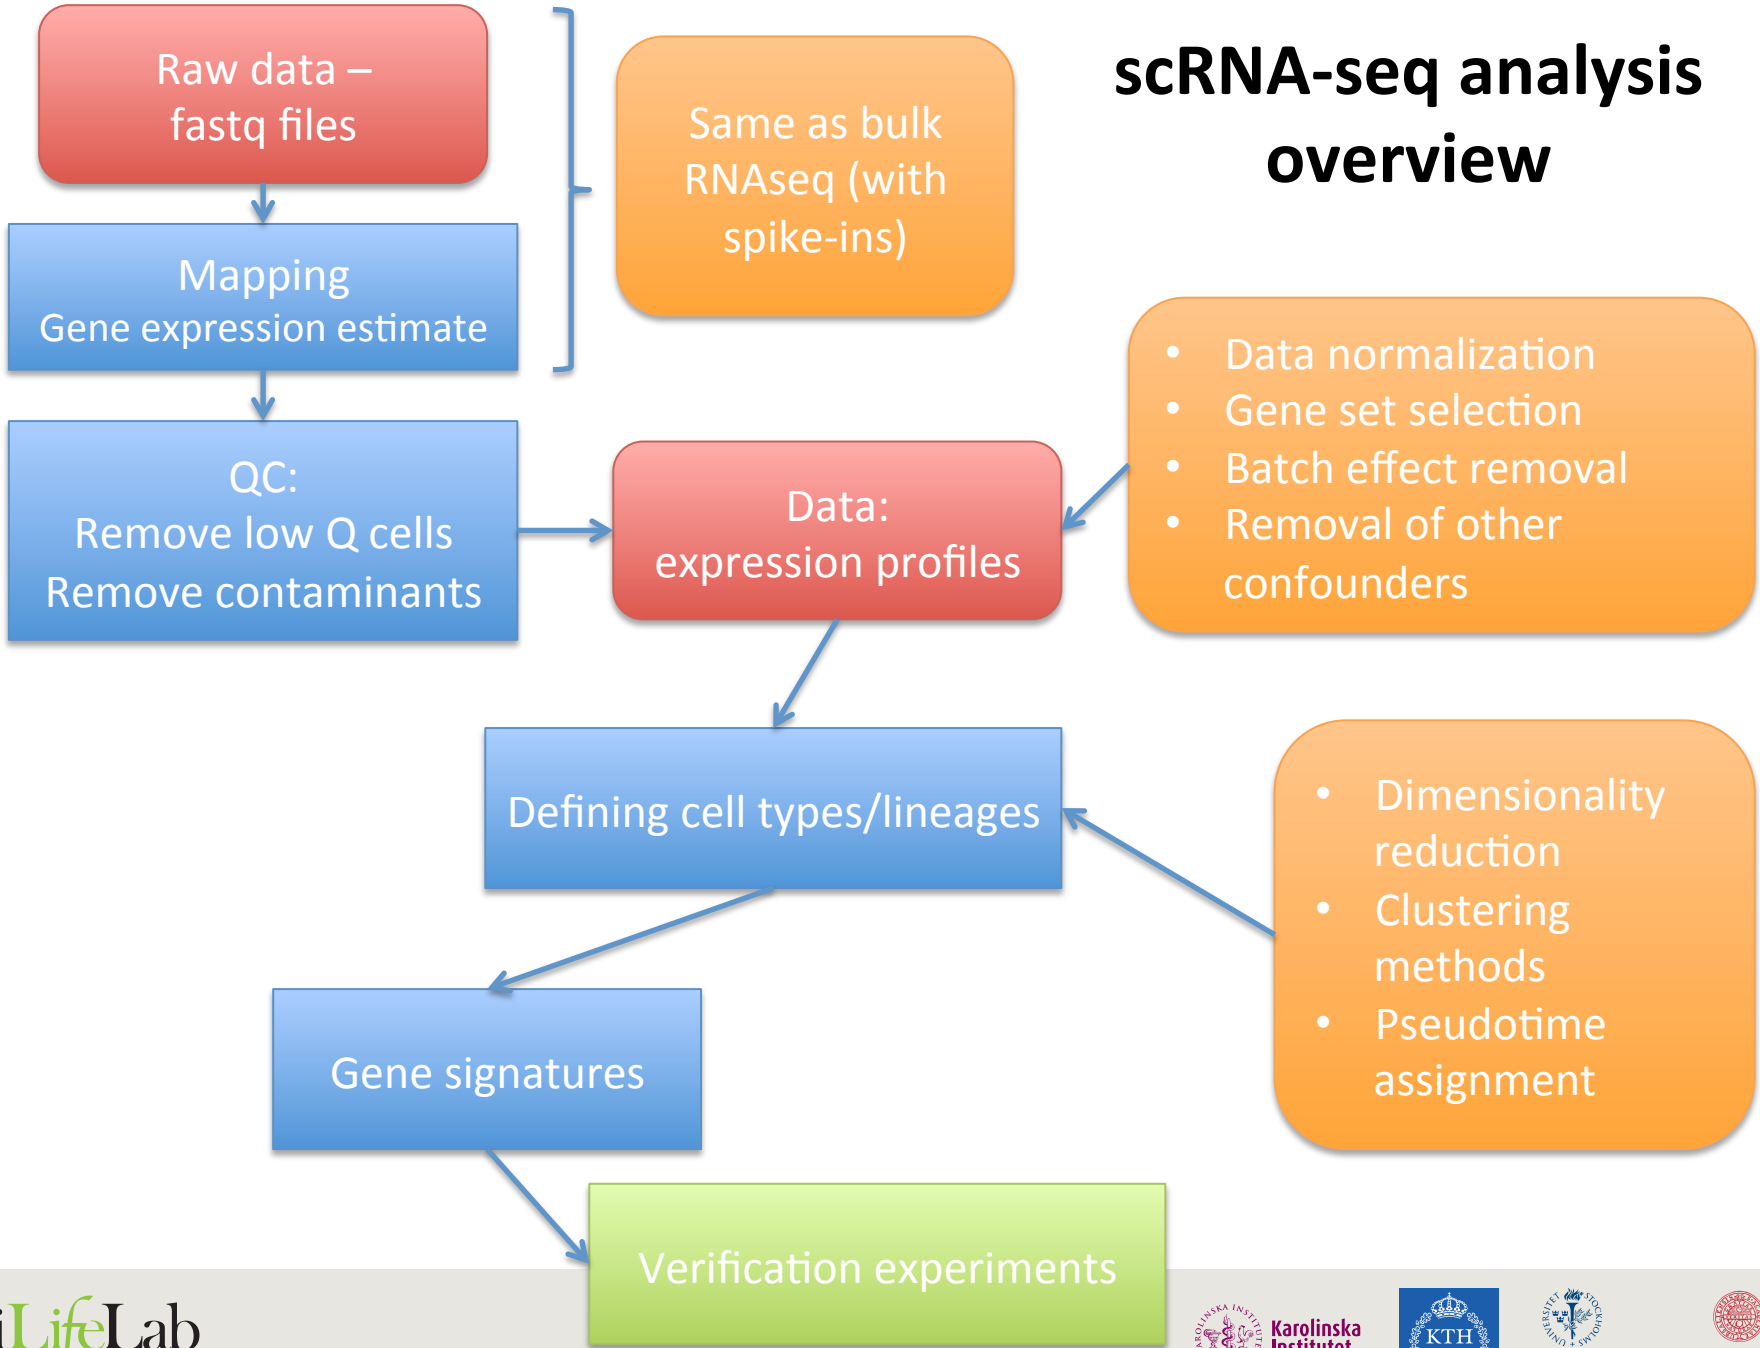 scRNA-seq analysis
overview
Raw data –
fastq files
Same as bulk
RNAseq (with
spike-ins)
Mapping
Gene expression estimate
• Data normalization
• Gene set selection
• Batch effect removal
• Removal of other
confounders
QC:
Remove low Q cells
Remove contaminants
Data:
expression profiles
Defining cell types/lineages
• Dimensionality
reduction
• Clustering
methods
• Pseudotime
assignment
Gene signatures
Verification experiments
iLifeLab
Karolinska
Institutet
KTH